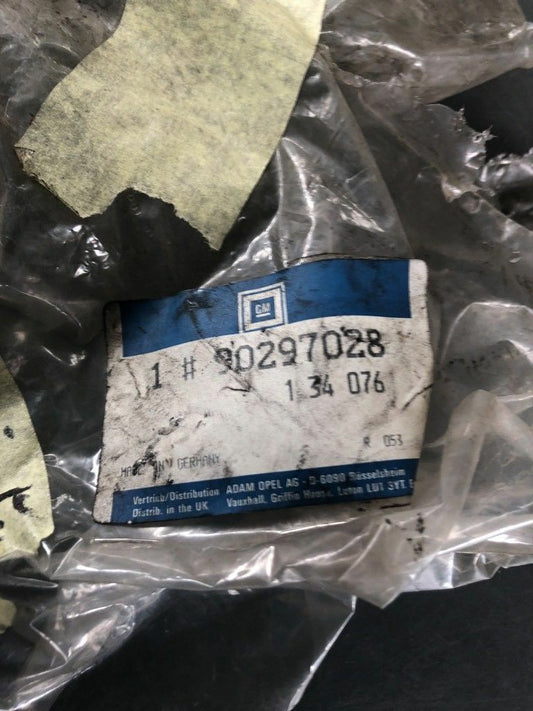 GM
1 # 90297028
1 34 076
R 053
MADE IN GERMANY
Vertrieb/Distribution ADAM OPEL AG - D-6090 Rüsselsheim
Distrib. in the UK Vauxhall. Griffin House, Luton LU1 3YT